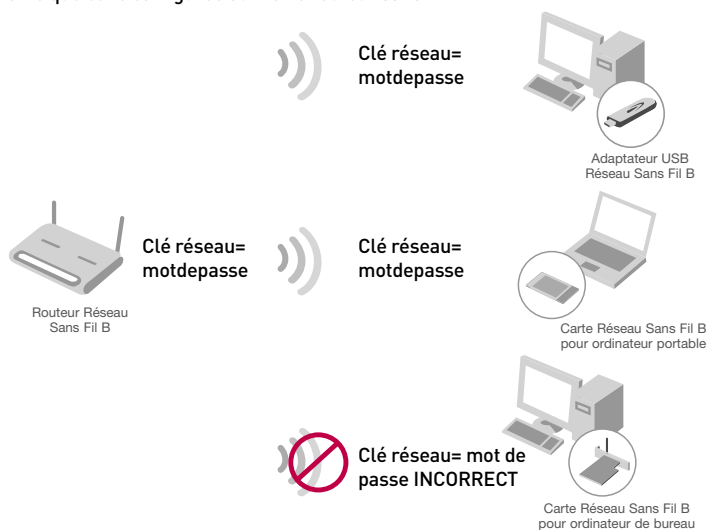 Clé réseau=
motdepasse
Adaptateur USB
Réseau Sans Fil B
Clé réseau=
motdepasse
Routeur Réseau
Sans Fil B
Clé réseau=
motdepasse
Carte Réseau Sans Fil B
pour ordinateur portable
Clé réseau= mot de
passe INCORRECT
Carte Réseau Sans Fil B
pour ordinateur de bureau